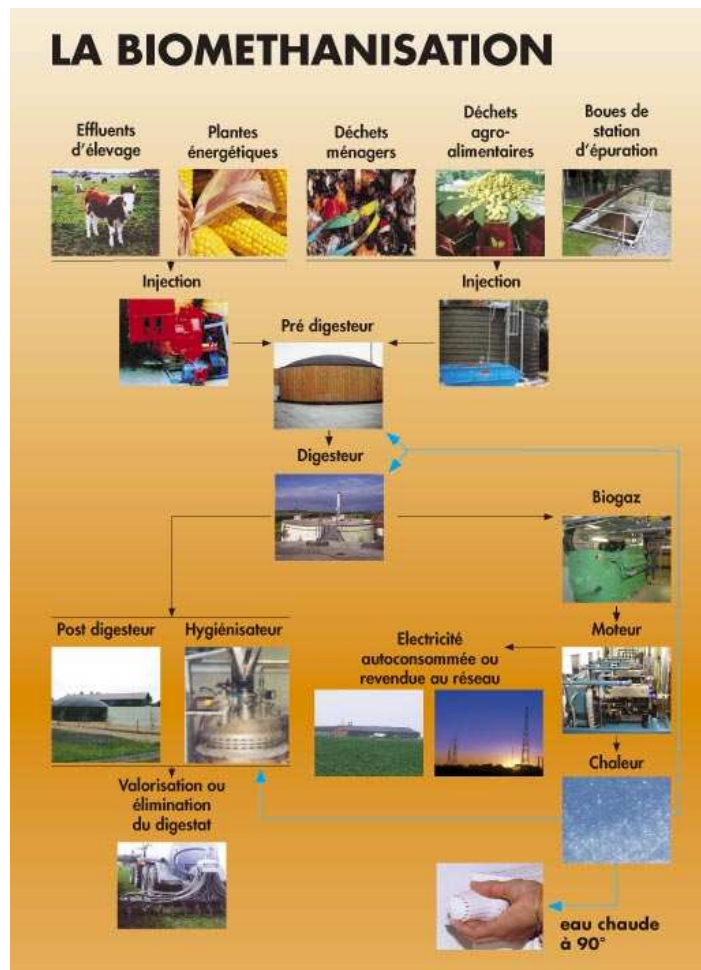 LA BIOMETHANISATION
Effluents
d'élevage
Plantes
énergétiques
Déchets
ménagers
Déchets
agro-
alimentaires
Boues de
station
d'épuration
Injection
Injection
Pré digesteur
Digesteur
Biogaz
Post digesteur
Hygiénisateur
Electricité
autoconsommée ou
revendue au réseau
Moteur
Chaleur
Valorisation ou
élimination
du digestat
eau chaude
à 90°